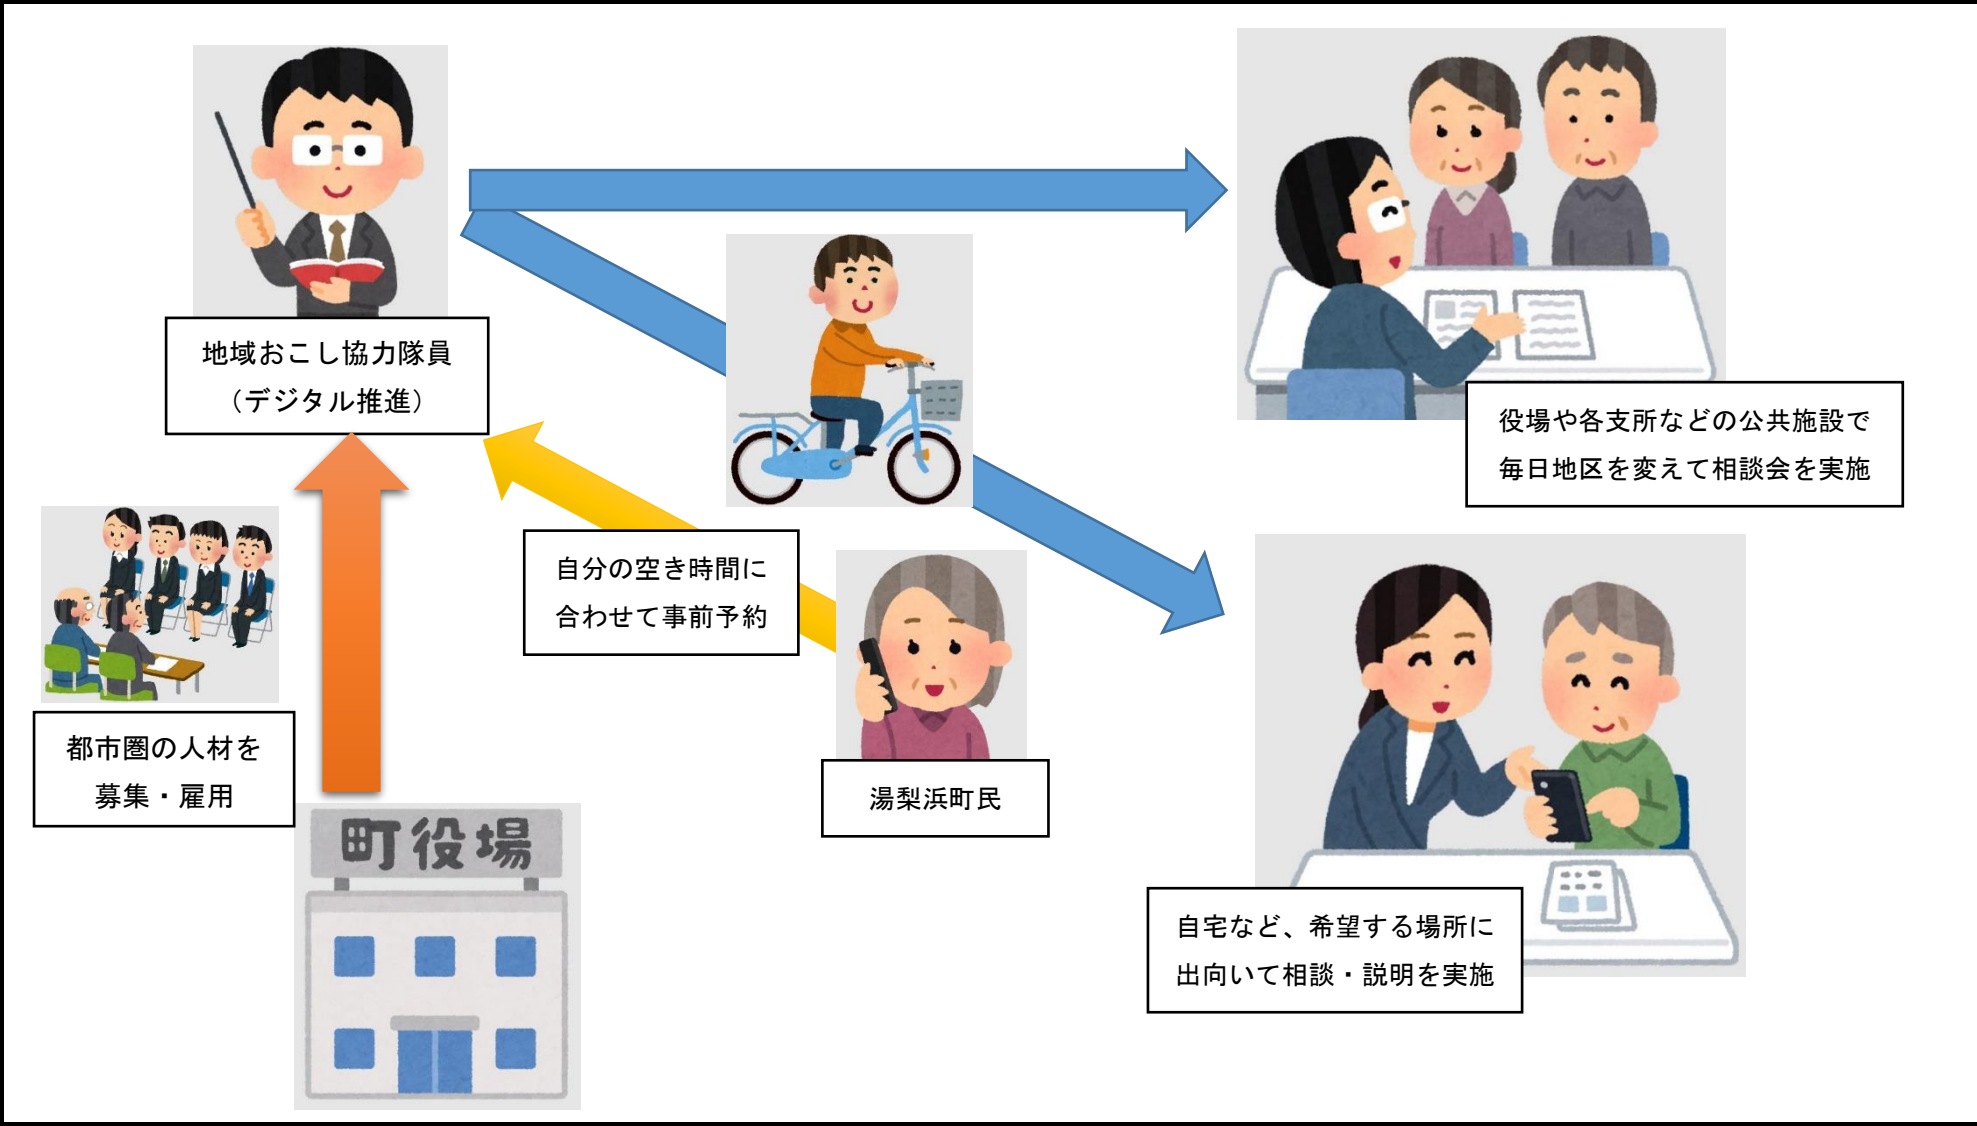 地域おこし協力隊員
（デジタル推進）
役場や各支所などの公共施設で
毎日地区を変えて相談会を実施
自分の空き時間に
合わせて事前予約
都市圏の人材を
募集・雇用
湯梨浜町民
町役場
自宅など、希望する場所に
出向いて相談・説明を実施